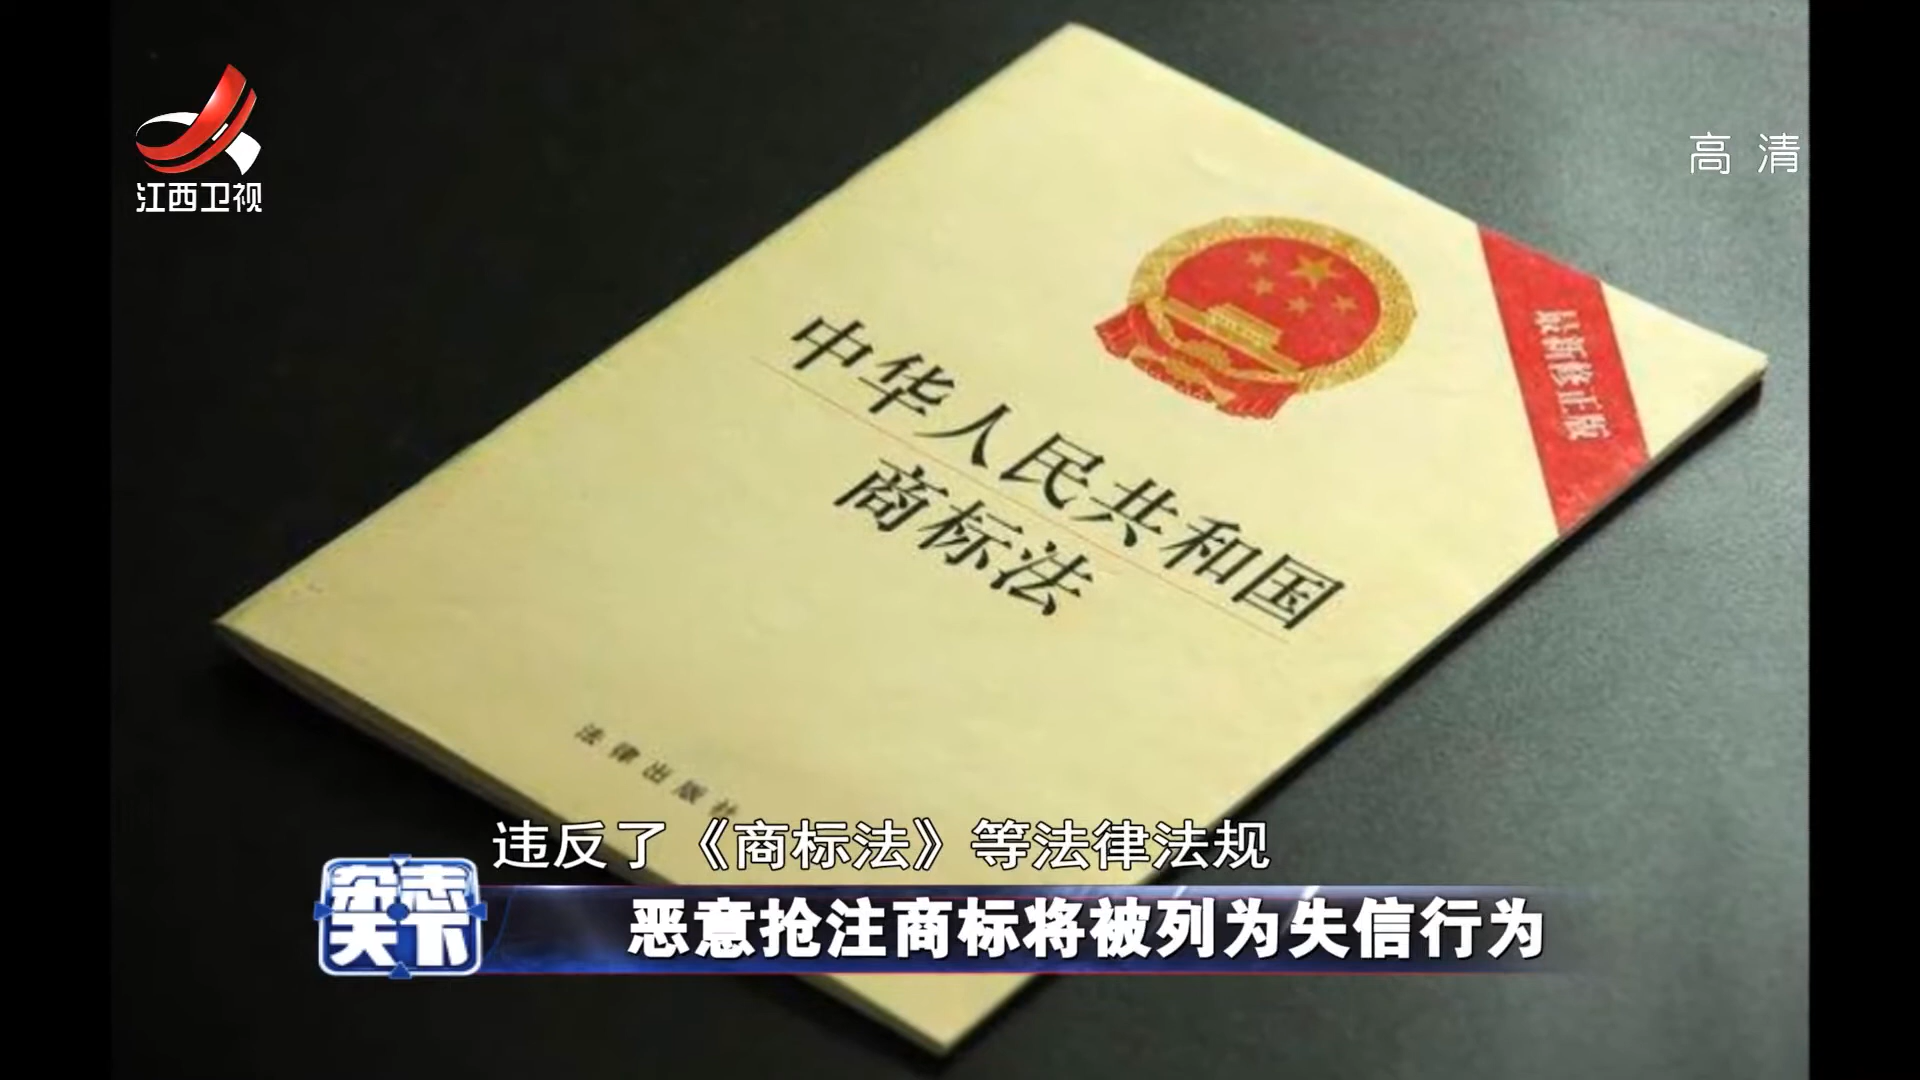 江西卫视
高清
最新修正版
中华人民共和国
商标法
法律出版社
违反了《商标法》等法律法规
杂志天下
恶意抢注商标将被列为失信行为